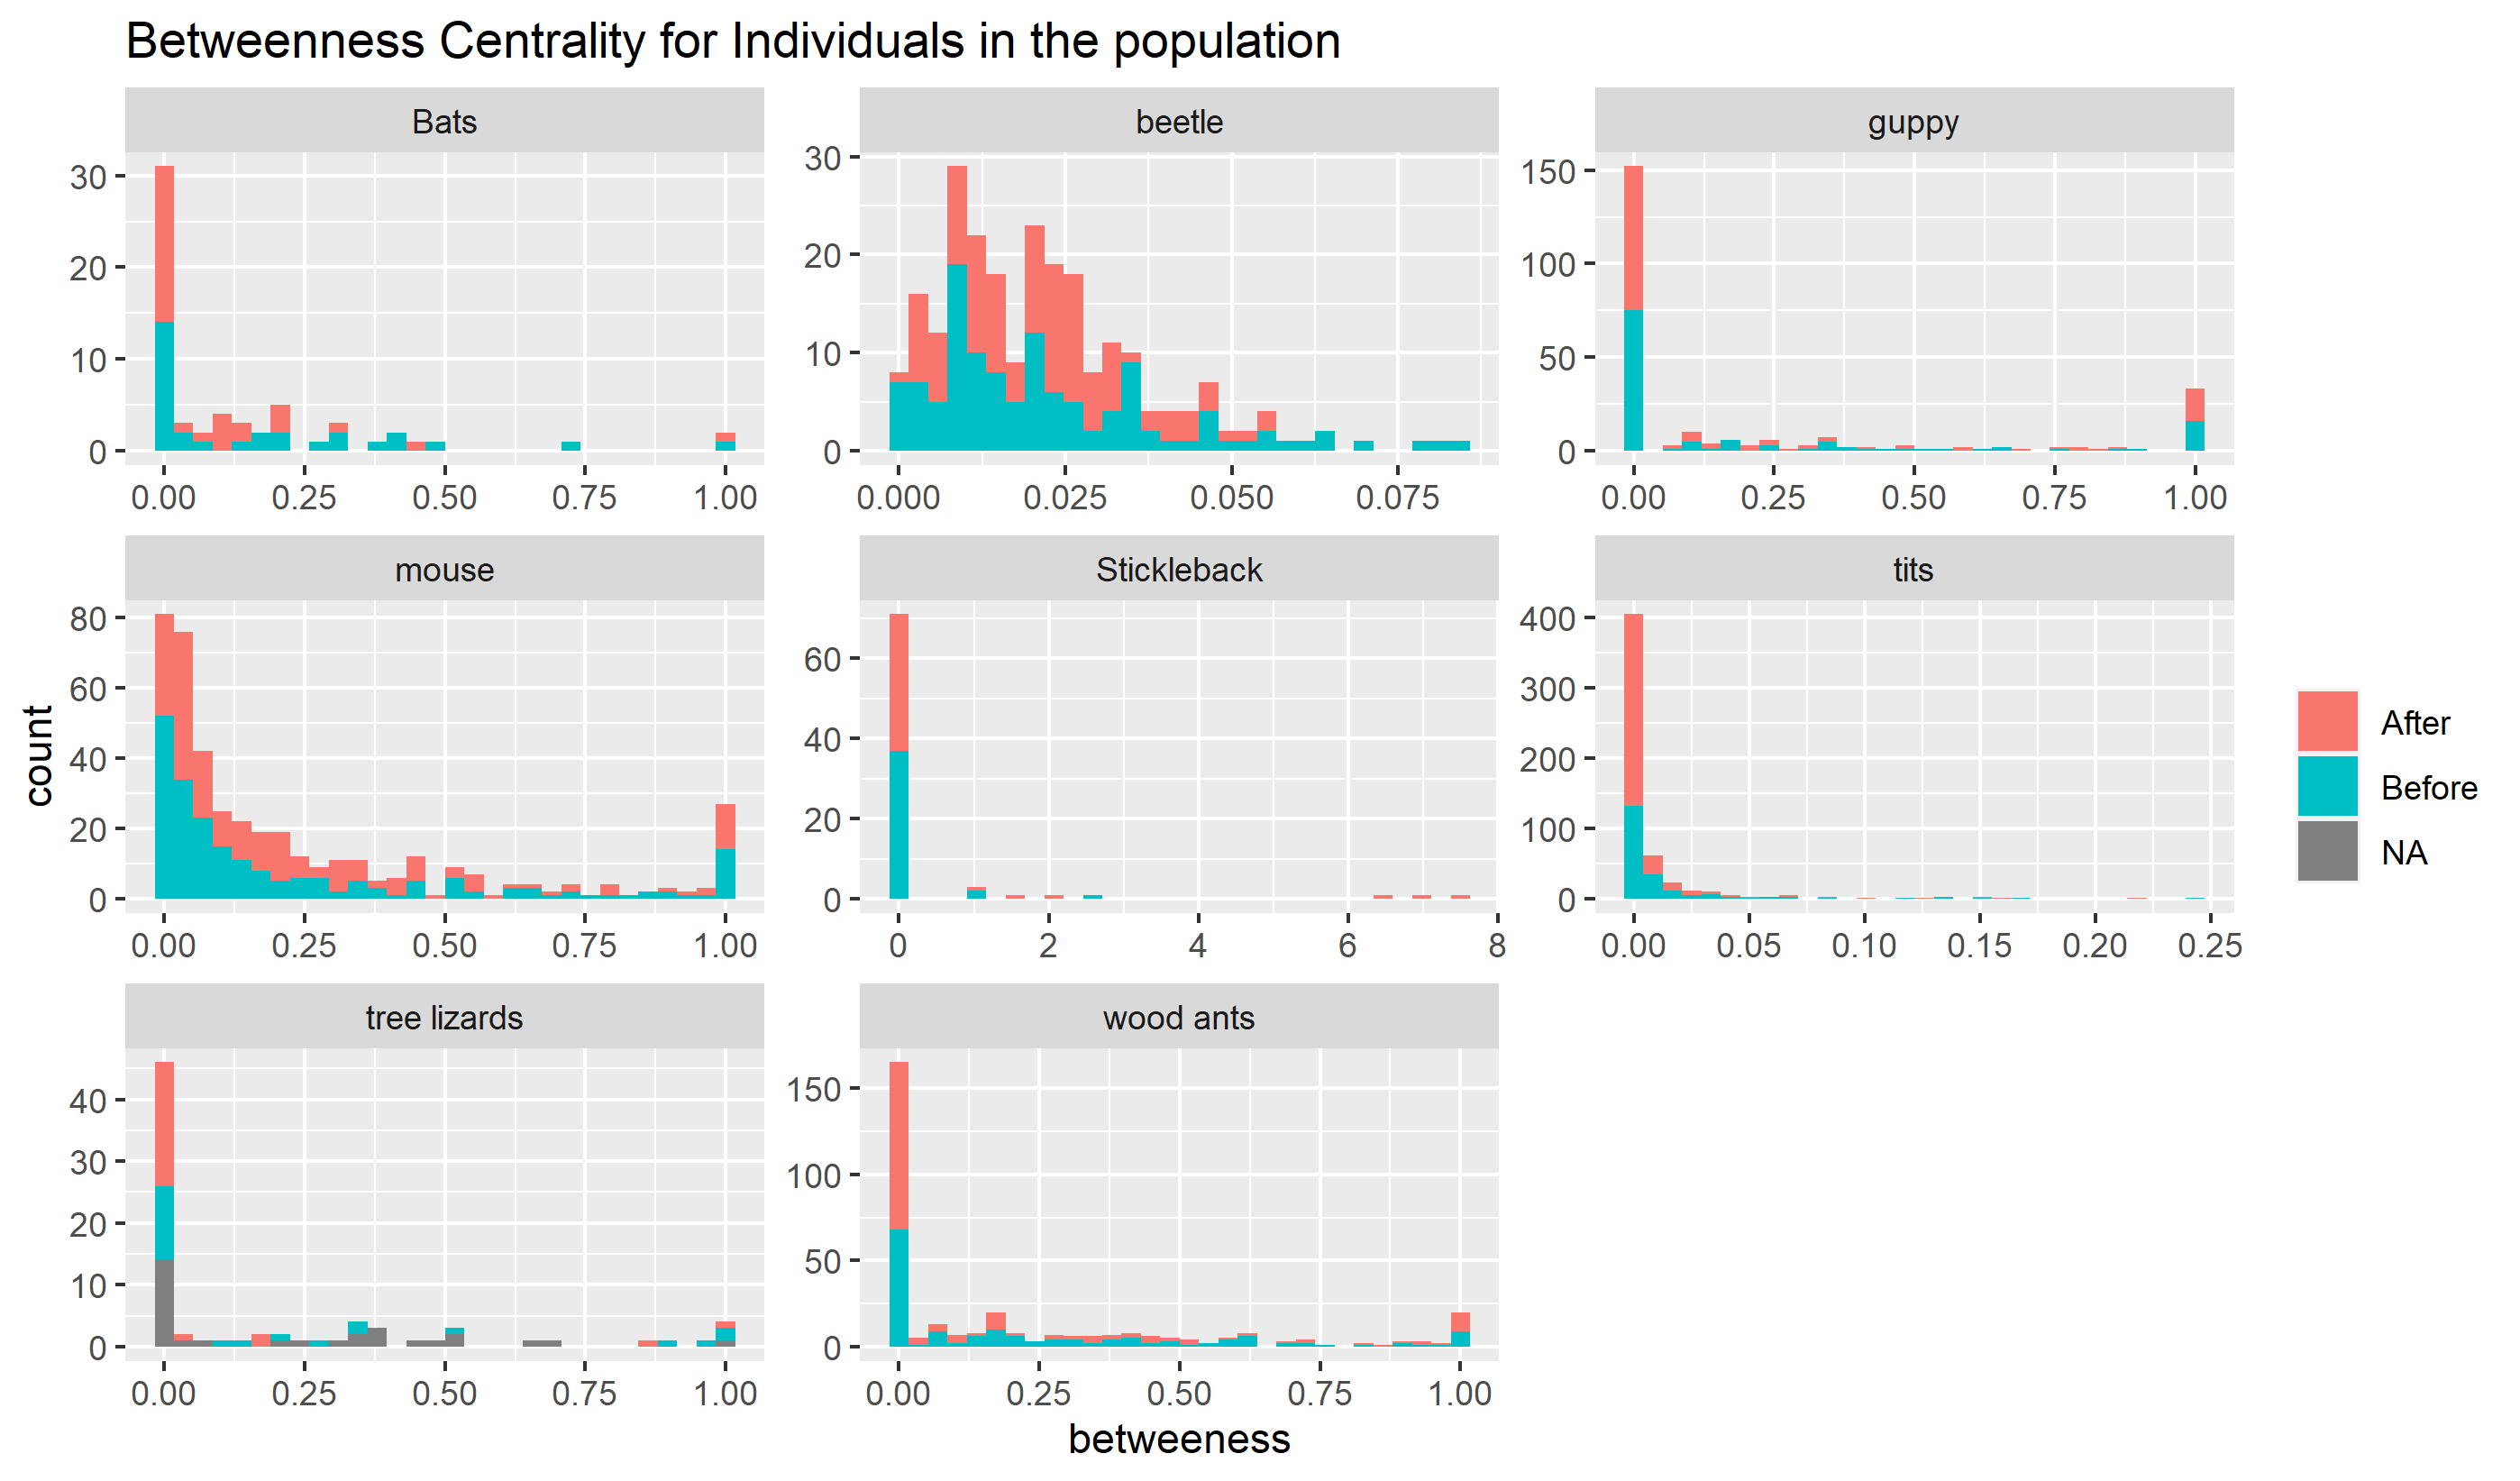 Betweenness Centrality for Individuals in the population
Bats
beetle
guppy
30
20
10
0
0.00 0.25 0.50 0.75 1.00
30
20
10
0
0.000 0.025 0.050 0.075
150
100
50
0
0.00 0.25 0.50 0.75 1.00
mouse
Stickleback
tits
80
60
40
20
0
0.00 0.25 0.50 0.75 1.00
60
40
20
0
0 2 4 6 8
400
300
200
100
0
0.00 0.05 0.10 0.15 0.20 0.25
count
After
Before
NA
tree lizards
wood ants
40
30
20
10
0
0.00 0.25 0.50 0.75 1.00
150
100
50
0
0.00 0.25 0.50 0.75 1.00
betweeness